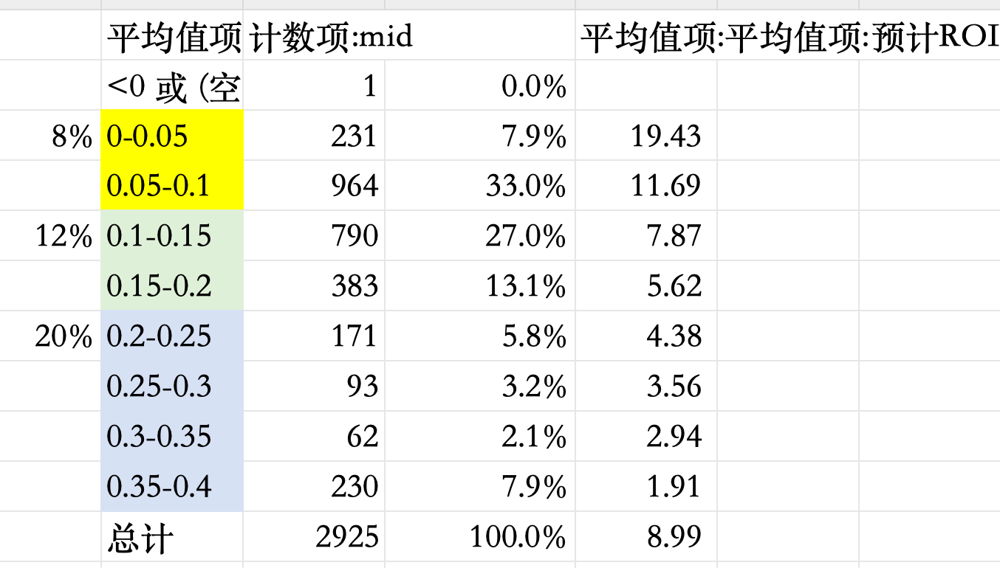 平均值项 计数项:mid 平均值项:平均值项:预计ROI
<0 或 (空 1 0.0%
8% 0-0.05 231 7.9% 19.43
0.05-0.1 964 33.0% 11.69
12% 0.1-0.15 790 27.0% 7.87
0.15-0.2 383 13.1% 5.62
20% 0.2-0.25 171 5.8% 4.38
0.25-0.3 93 3.2% 3.56
0.3-0.35 62 2.1% 2.94
0.35-0.4 230 7.9% 1.91
总计 2925 100.0% 8.99